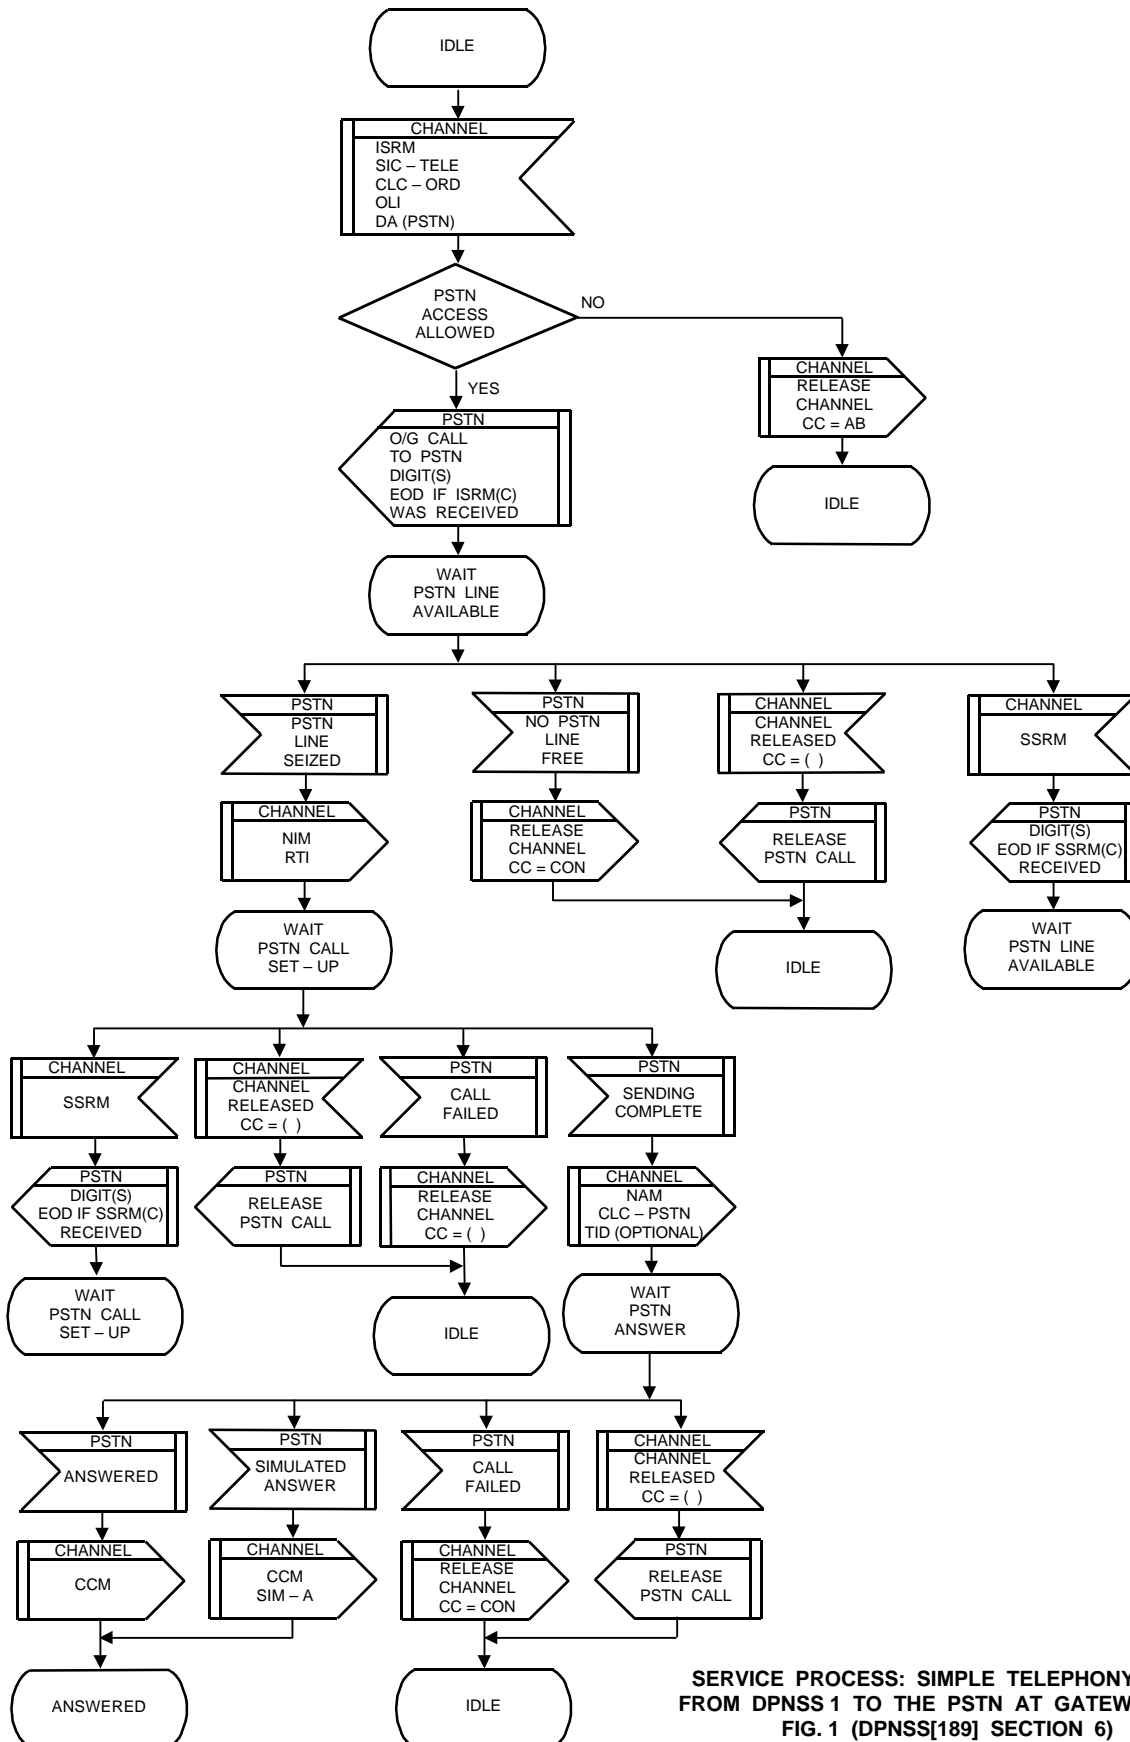 IDLE
CHANNEL
ISRM
SIC – TELE
CLC – ORD
OLI
DA (PSTN)
PSTN
ACCESS
ALLOWED
NO
YES
CHANNEL
RELEASE
CHANNEL
CC = AB
IDLE
PSTN
O/G CALL
TO PSTN
DIGIT(S)
EOD IF ISRM(C)
WAS RECEIVED
WAIT
PSTN LINE
AVAILABLE
PSTN
PSTN
LINE
SEIZED
PSTN
NO PSTN
LINE
FREE
CHANNEL
CHANNEL
RELEASED
CC = ( )
CHANNEL
SSRM
CHANNEL
NIM
RTI
CHANNEL
RELEASE
CHANNEL
CC = CON
PSTN
RELEASE
PSTN CALL
PSTN
DIGIT(S)
EOD IF SSRM(C)
RECEIVED
WAIT
PSTN CALL
SET – UP
IDLE
WAIT
PSTN LINE
AVAILABLE
CHANNEL
SSRM
CHANNEL
CHANNEL
RELEASED
CC = ( )
PSTN
CALL
FAILED
PSTN
SENDING
COMPLETE
PSTN
DIGIT(S)
EOD IF SSRM(C)
RECEIVED
PSTN
RELEASE
PSTN CALL
CHANNEL
RELEASE
CHANNEL
CC = ( )
CHANNEL
NAM
CLC – PSTN
TID (OPTIONAL)
WAIT
PSTN CALL
SET – UP
IDLE
WAIT
PSTN
ANSWER
PSTN
ANSWERED
PSTN
SIMULATED
ANSWER
PSTN
CALL
FAILED
CHANNEL
CHANNEL
RELEASED
CC = ( )
CHANNEL
CCM
CHANNEL
CCM
SIM – A
CHANNEL
RELEASE
CHANNEL
CC = CON
PSTN
RELEASE
PSTN CALL
ANSWERED
IDLE
SERVICE PROCESS: SIMPLE TELEPHONY
FROM DPNSS 1 TO THE PSTN AT GATEW
FIG. 1 (DPNSS[189] SECTION 6)